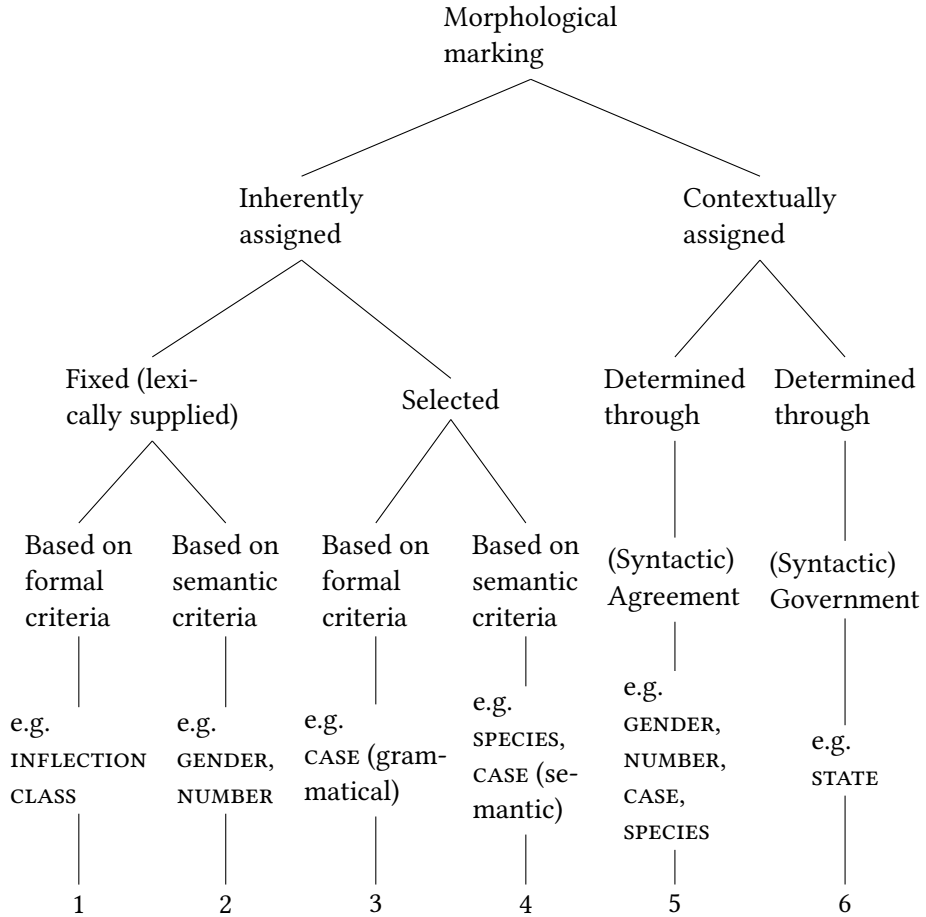 Morphological
marking
Inherently
assigned
Contextually
assigned
Fixed (lexi-
cally supplied)
Selected
Determined
through
Determined
through
Based on
formal
criteria
Based on
semantic
criteria
Based on
formal
criteria
Based on
semantic
criteria
(Syntactic)
Agreement
(Syntactic)
Government
e.g.
INFLECTION
CLASS
e.g.
GENDER,
NUMBER
e.g.
CASE (gram-
matical)
e.g.
SPECIES,
CASE (se-
mantic)
e.g.
GENDER,
NUMBER,
CASE,
SPECIES
e.g.
STATE
1 2 3 4 5 6